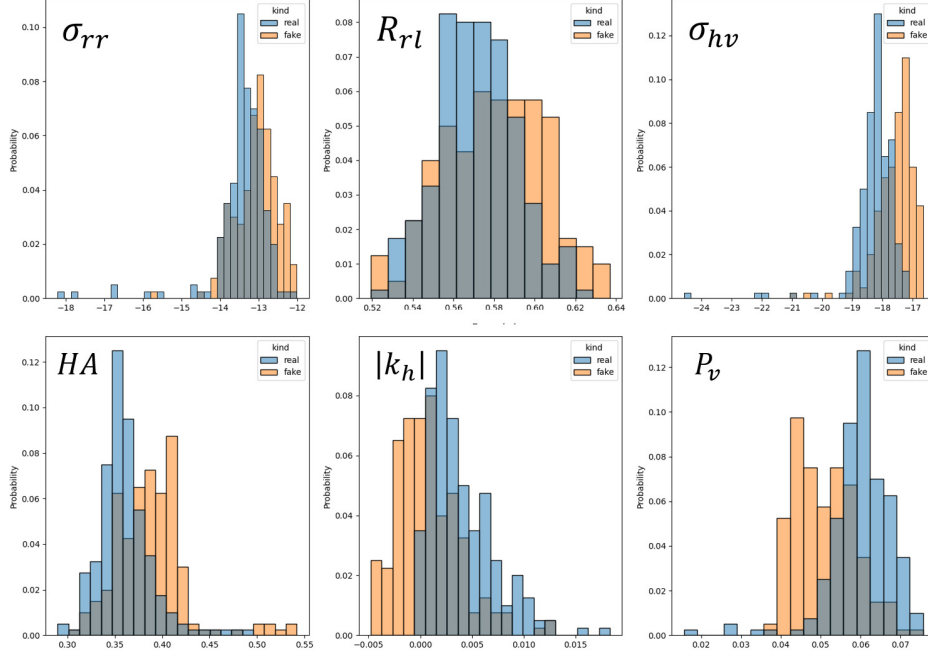 σ_rr
kind
real
fake
Probability
0.10
0.08
0.06
0.04
0.02
0.00
−18 −17 −16 −15 −14 −13 −12
R_rl
kind
real
fake
Probability
0.08
0.07
0.06
0.05
0.04
0.03
0.02
0.01
0.00
0.52 0.54 0.56 0.58 0.60 0.62 0.64
σ_hv
kind
real
fake
Probability
0.12
0.10
0.08
0.06
0.04
0.02
0.00
−24 −23 −22 −21 −20 −19 −18 −17
HA
kind
real
fake
Probability
0.12
0.10
0.08
0.06
0.04
0.02
0.00
0.30 0.35 0.40 0.45 0.50 0.55
|k_h|
kind
real
fake
Probability
0.08
0.06
0.04
0.02
0.00
−0.005 0.000 0.005 0.010 0.015
P_v
kind
real
fake
Probability
0.12
0.10
0.08
0.06
0.04
0.02
0.00
0.02 0.03 0.04 0.05 0.06 0.07